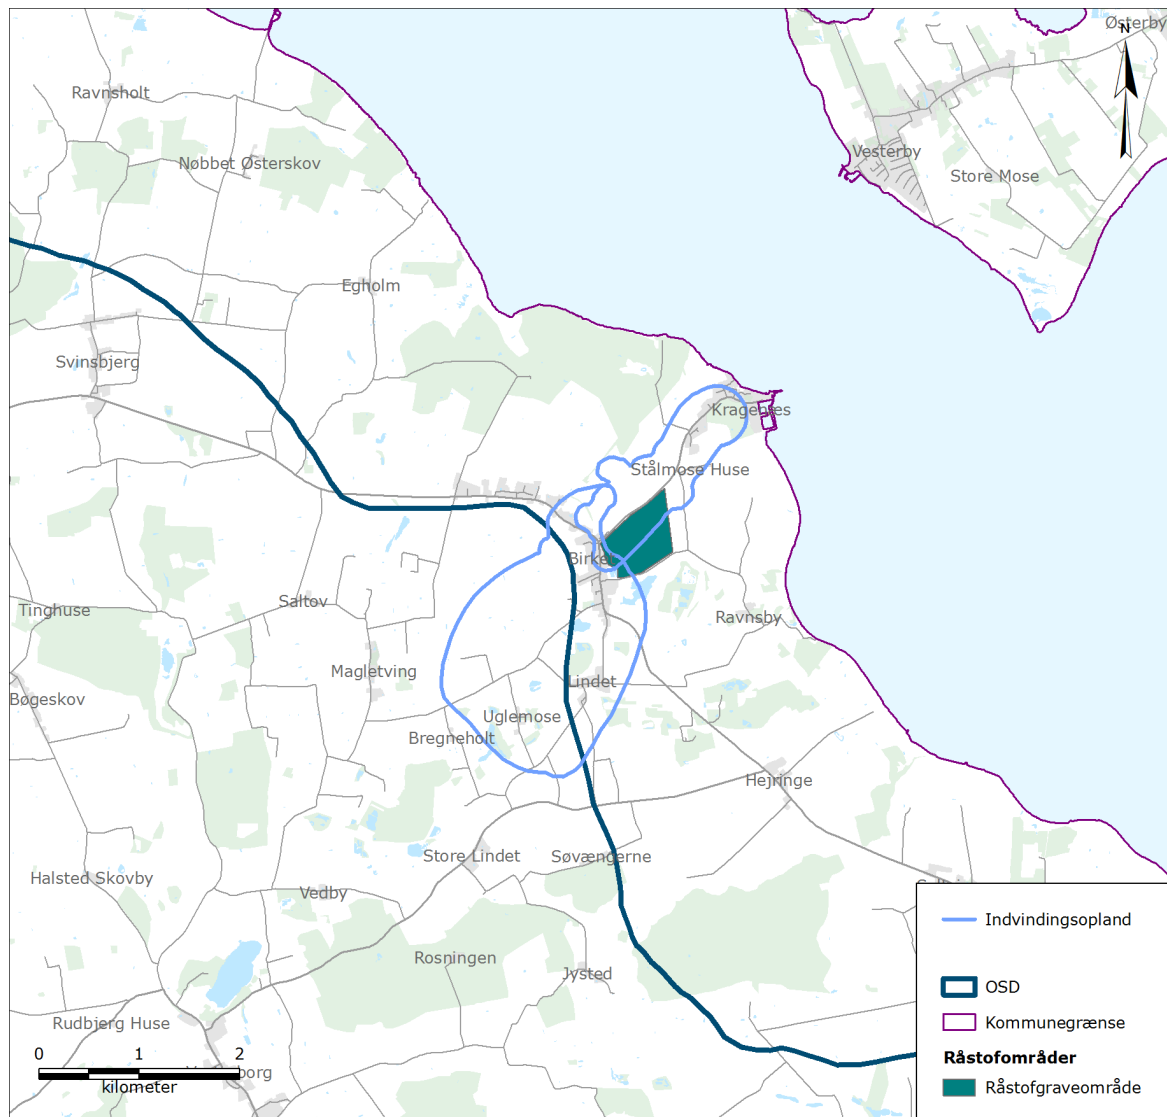 Østerby
N
Ravnsholt
Vesterby
Nøbbet Østerskov
Store Mose
Egholm
Svinsbjerg
Kragenæs
Stålmose Huse
Birket
Saltov
Tinghuse
Ravnsby
Magletving
Lindet
Bøgeskov
Uglemose
Bregneholt
Hejringe
Store Lindet
Søvængerne
Halsted Skovby
Vedby
Indvindingsopland
Rosningen
Jysted
OSD
Rudbjerg Huse
Kommunegrænse
0 1 2
kilometer
Råstofområder
Råstofgraveområde